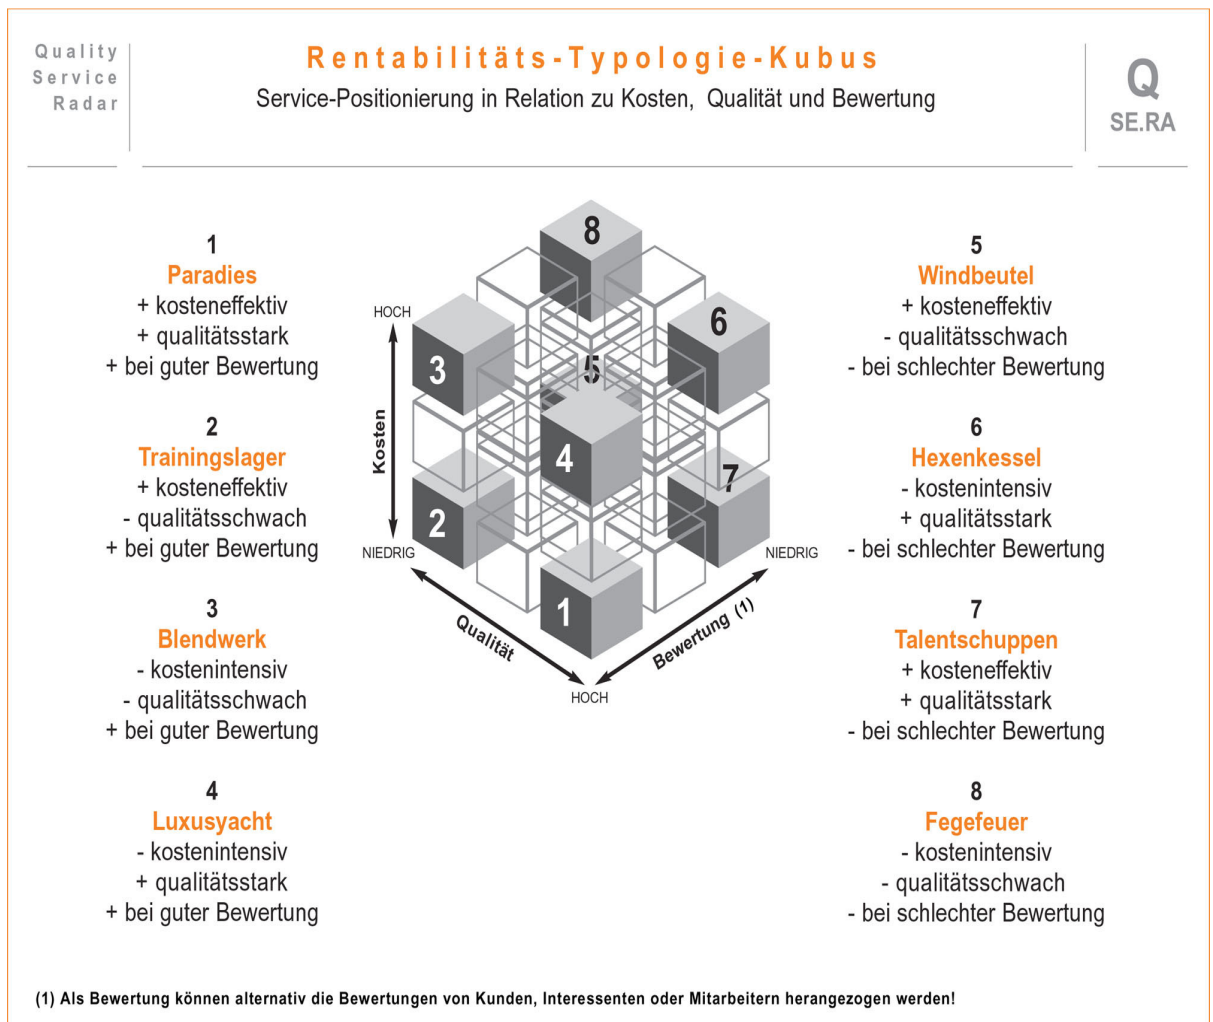 Quality
Service
Radar
Rentabilitäts-Typologie-Kubus
Service-Positionierung in Relation zu Kosten, Qualität und Bewertung
Q
SE.RA
1
Paradies
+ kosteneffektiv
+ qualitätsstark
+ bei guter Bewertung
2
Trainingslager
+ kosteneffektiv
- qualitätsschwach
+ bei guter Bewertung
3
Blendwerk
- kostenintensiv
- qualitätsschwach
+ bei guter Bewertung
4
Luxusyacht
- kostenintensiv
+ qualitätsstark
+ bei guter Bewertung
HOCH
Kosten
NIEDRIG
Qualität
HOCH
Bewertung (1)
NIEDRIG
8
3
6
5
4
2
7
1
5
Windbeutel
+ kosteneffektiv
- qualitätsschwach
- bei schlechter Bewertung
6
Hexenkessel
- kostenintensiv
+ qualitätsstark
- bei schlechter Bewertung
7
Talentschuppen
+ kosteneffektiv
+ qualitätsstark
- bei schlechter Bewertung
8
Fegefeuer
- kostenintensiv
- qualitätsschwach
- bei schlechter Bewertung
(1) Als Bewertung können alternativ die Bewertungen von Kunden, Interessenten oder Mitarbeitern herangezogen werden!